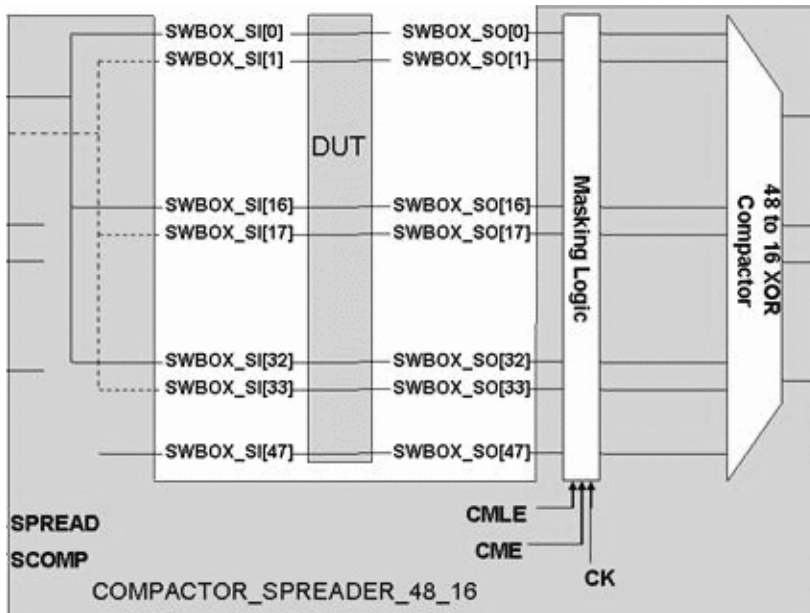 SWBOX_SI[0] SWBOX_SO[0]
SWBOX_SI[1] SWBOX_SO[1]
DUT
SWBOX_SI[16] SWBOX_SO[16]
SWBOX_SI[17] SWBOX_SO[17]
Masking Logic
48 to 16 XOR
Compactor
SWBOX_SI[32] SWBOX_SO[32]
SWBOX_SI[33] SWBOX_SO[33]
SWBOX_SI[47] SWBOX_SO[47]
CMLE
SPREAD
CME
SCOMP
CK
COMPACTOR_SPREADER_48_16